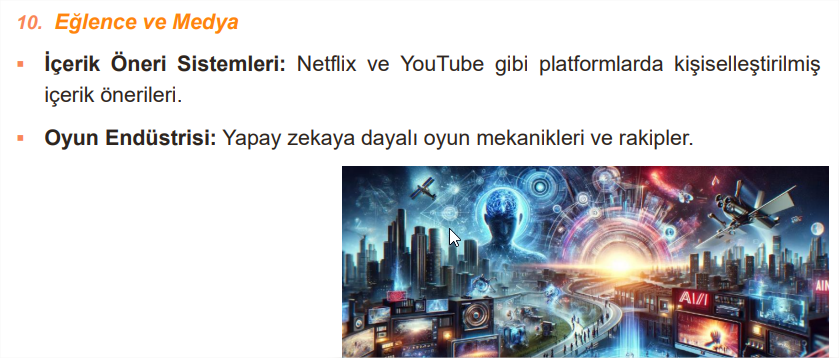 10. Eğlence ve Medya
▪ İçerik Öneri Sistemleri: Netflix ve YouTube gibi platformlarda kişiselleştirilmiş
içerik önerileri.
▪ Oyun Endüstrisi: Yapay zekaya dayalı oyun mekanikleri ve rakipler.